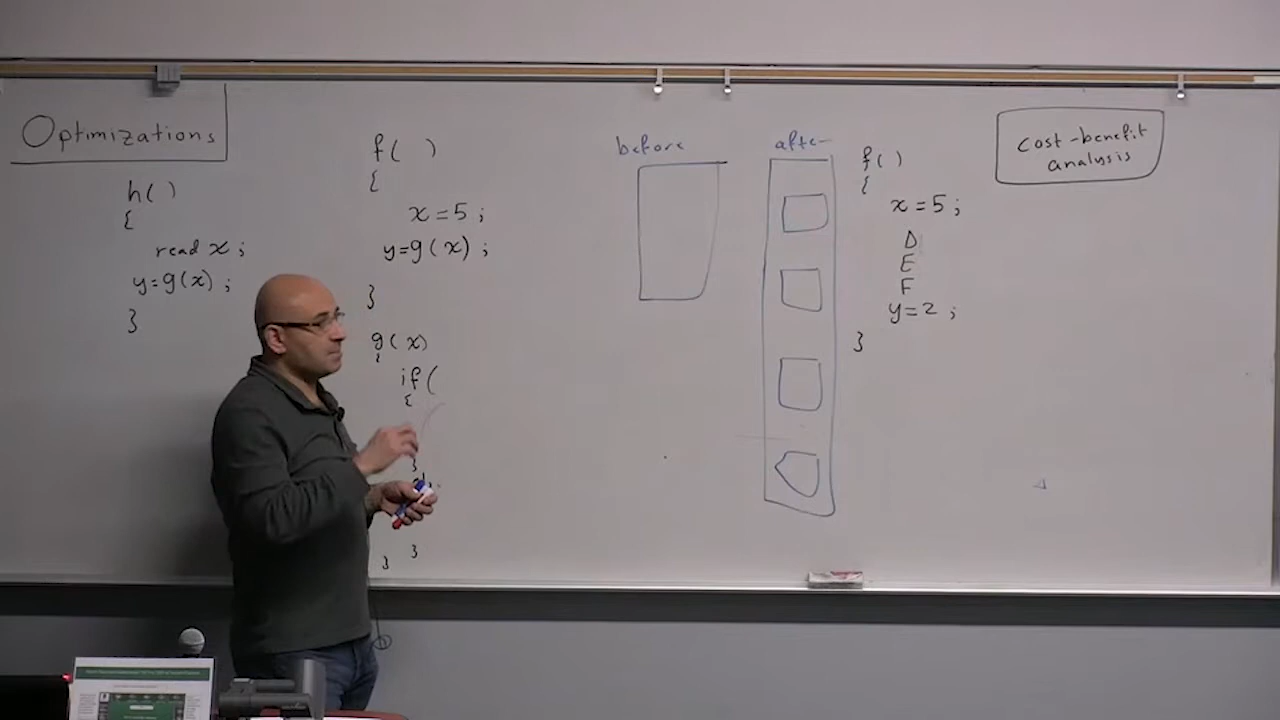 Optimizations
h()
{
read x;
y=g(x);
}
f( )
{
x=5;
y=g(x);
}
g(x)
{
if(
{
}
}
}
before
after
f()
{
x=5;
D
E
F
y=2;
}
cost-benefit
analysis